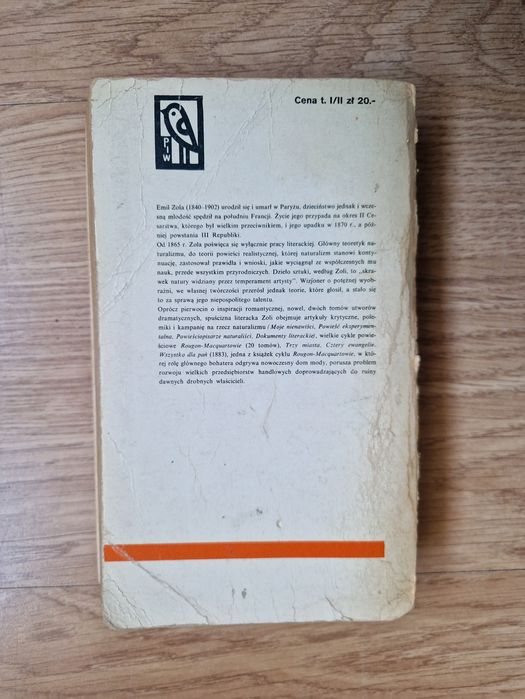 Cena t. I/II zł 20.-
PIW
Emil Zola (1840–1902) urodził się i umarł w Paryżu, dzieciństwo jednak i wcze-
sną młodość spędził na południu Francji. Życie jego przypada na okres II Ce-
sarstwa, którego był wielkim przeciwnikiem, i jego upadku w 1870 r., a póź-
niej powstania III Republiki.
Od 1865 r. Zola poświęca się wyłącznie pracy literackiej. Główny teoretyk na-
turalizmu, do teorii powieści realistycznej, której naturalizm stanowi konty-
nuację, zastosował prawidła i wnioski, jakie wyciągnął ze współczesnych mu
nauk, przede wszystkim przyrodniczych. Dzieło sztuki, według Zoli, to „skra-
wek natury widziany przez temperament artysty”. Wizjoner o potężnej wyob-
raźni, we własnej twórczości przerósł jednak teorie, które głosił, a stało się
to za sprawą jego niepospolitego talentu.
Oprócz pierwocin o inspiracji romantycznej, nowel, dwóch tomów utworów
dramatycznych, spuścizna literacka Zoli obejmuje artykuły krytyczne, pole-
miki i kampanię na rzecz naturalizmu (Moje nienawiści, Powieść eksperymen-
talna, Powieściopisarze naturaliści, Dokumenty literackie), wielkie cykle powie-
ściowe Rougon-Macquartowie (20 tomów), Trzy miasta, Cztery ewangelie.
Wszystko dla pań (1883), jedna z książek cyklu Rougon-Macquartowie, w któ-
rej rolę głównego bohatera odgrywa nowoczesny dom mody, porusza problem
rozwoju wielkich przedsiębiorstw handlowych doprowadzających do ruiny
dawnych drobnych właścicieli.